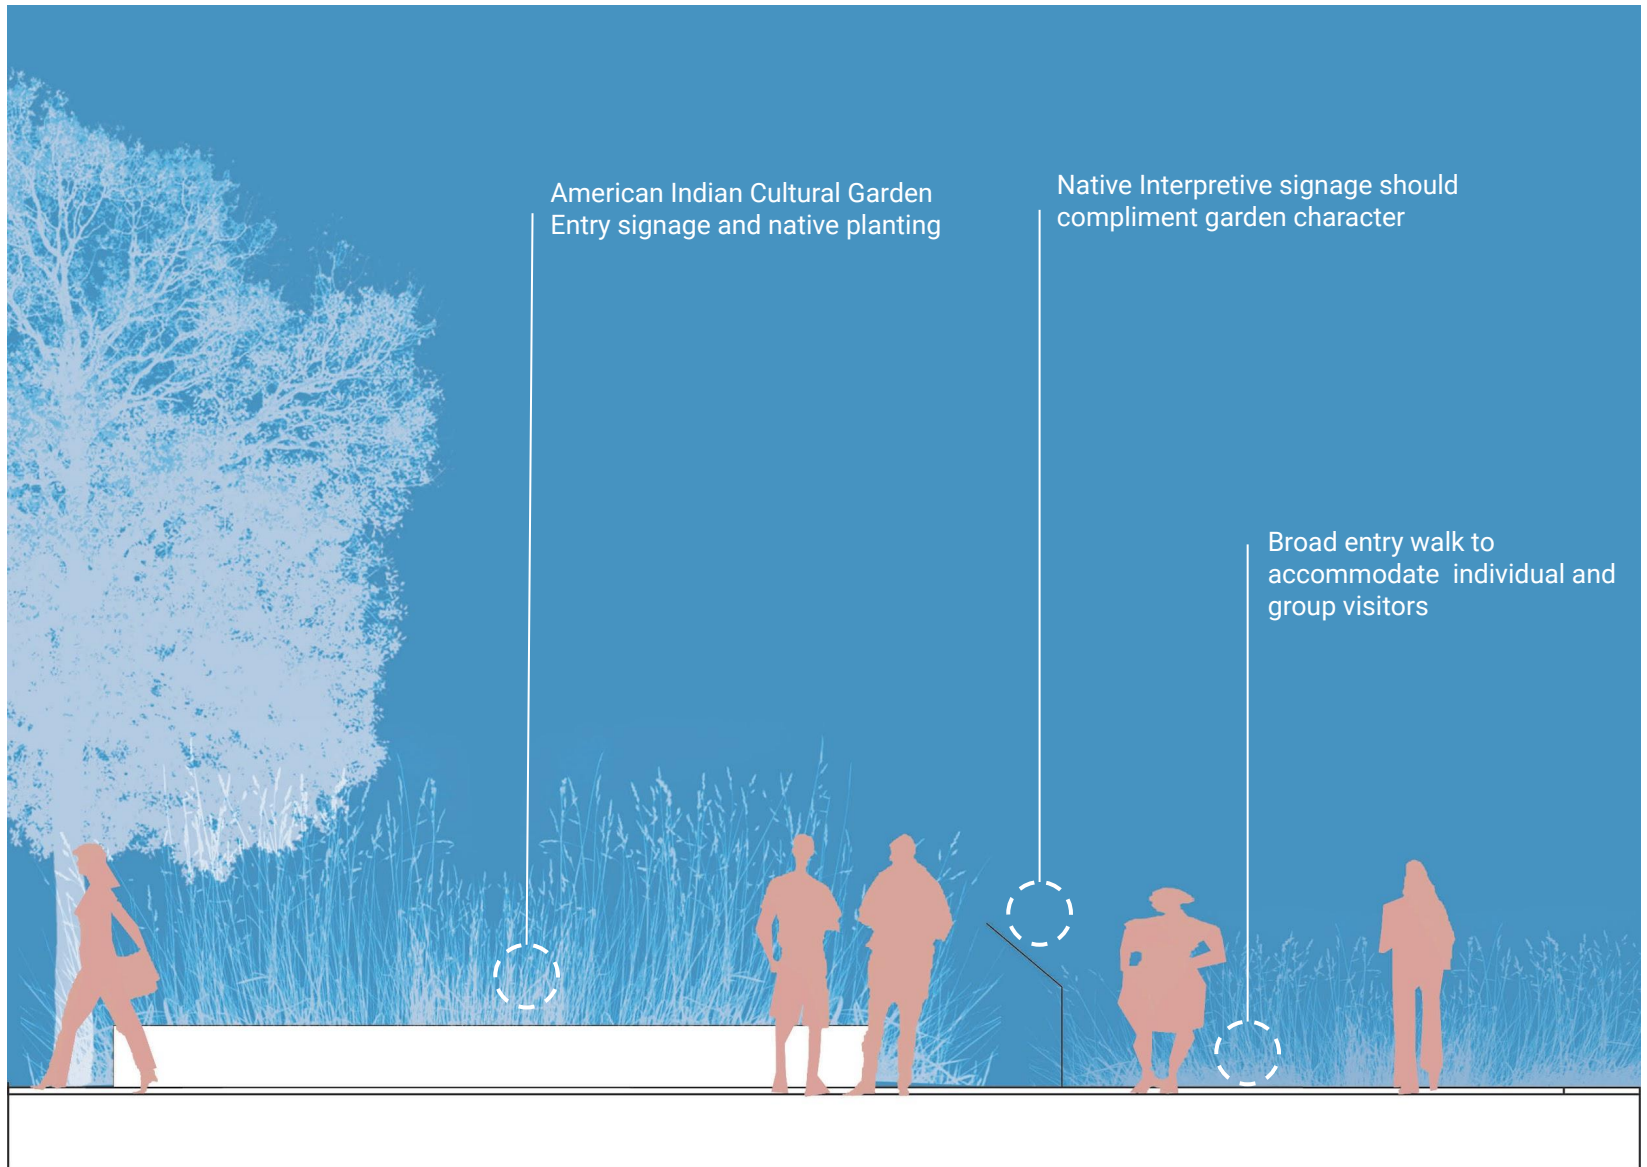 American Indian Cultural Garden
Entry signage and native planting
Native Interpretive signage should
compliment garden character
Broad entry walk to
accommodate  individual and
group visitors